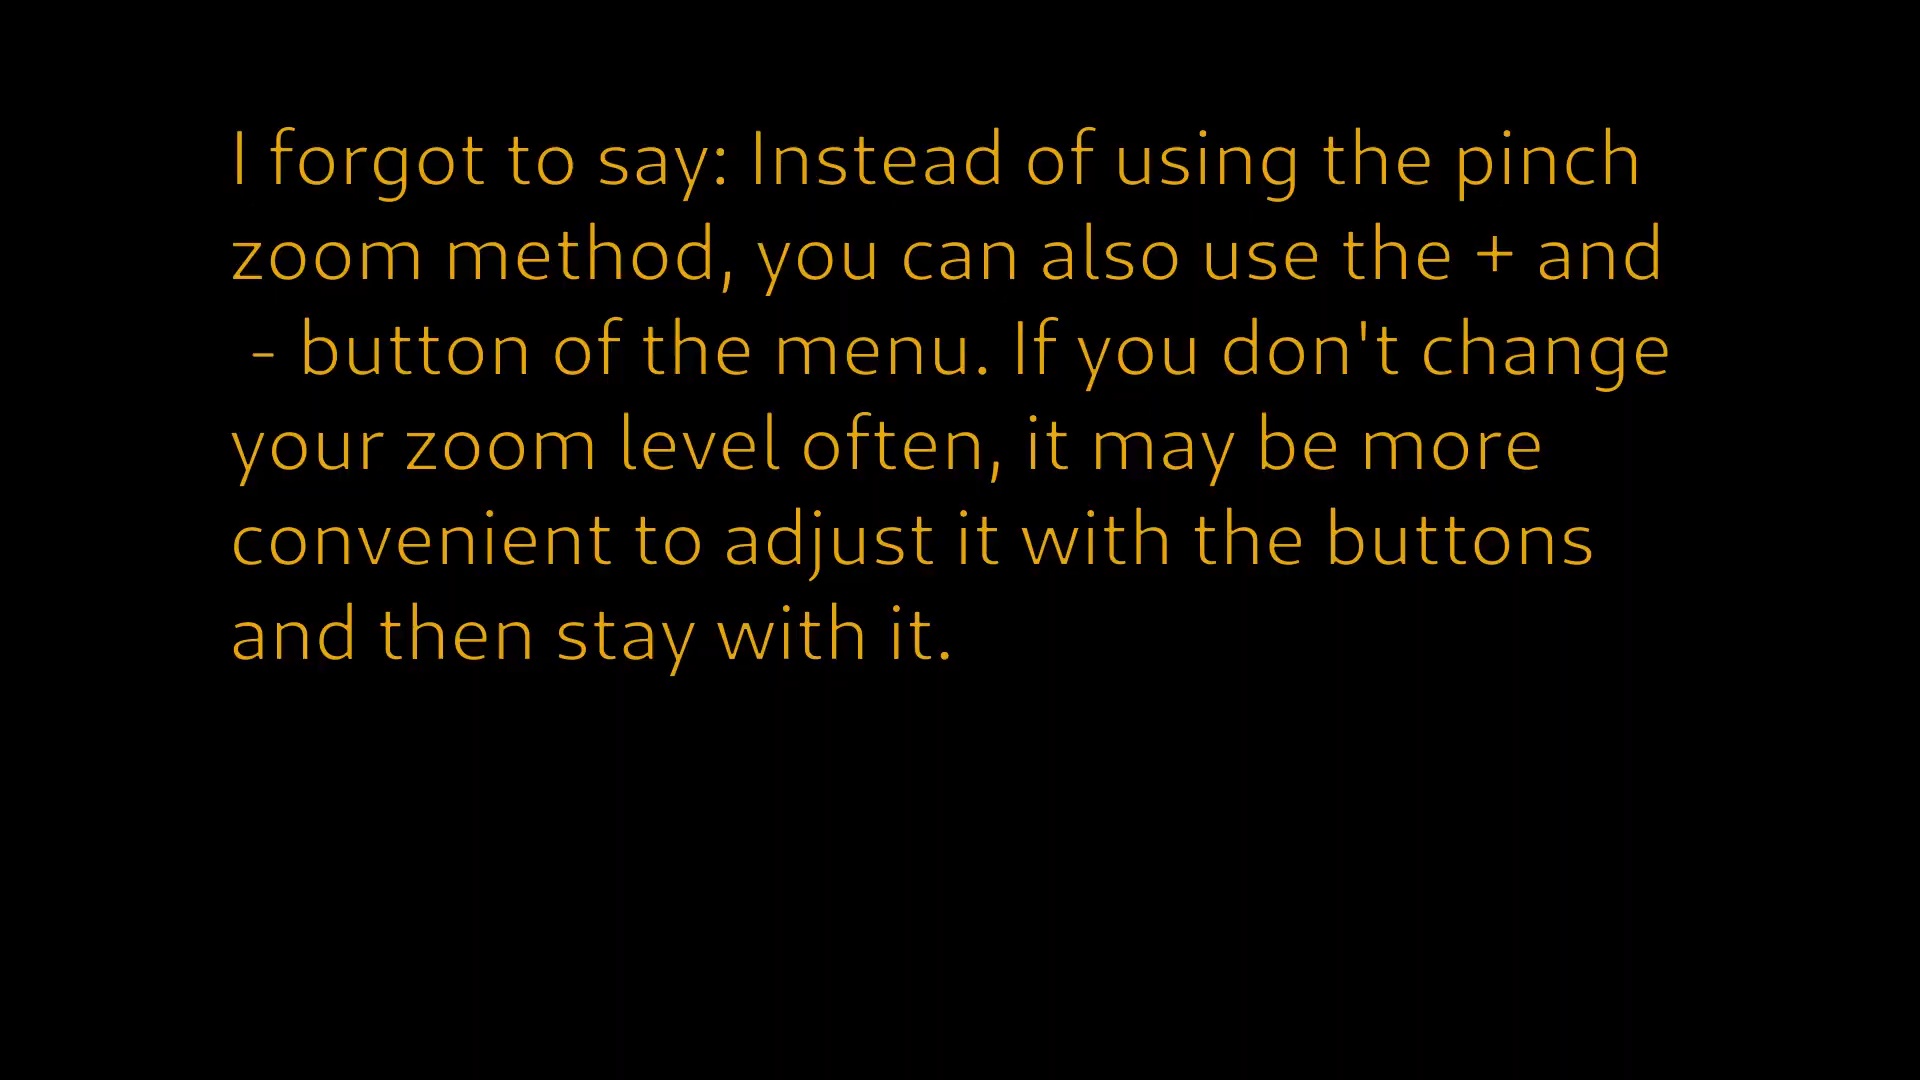 I forgot to say: Instead of using the pinch
zoom method, you can also use the + and
- button of the menu. If you don't change
your zoom level often, it may be more
convenient to adjust it with the buttons
and then stay with it.